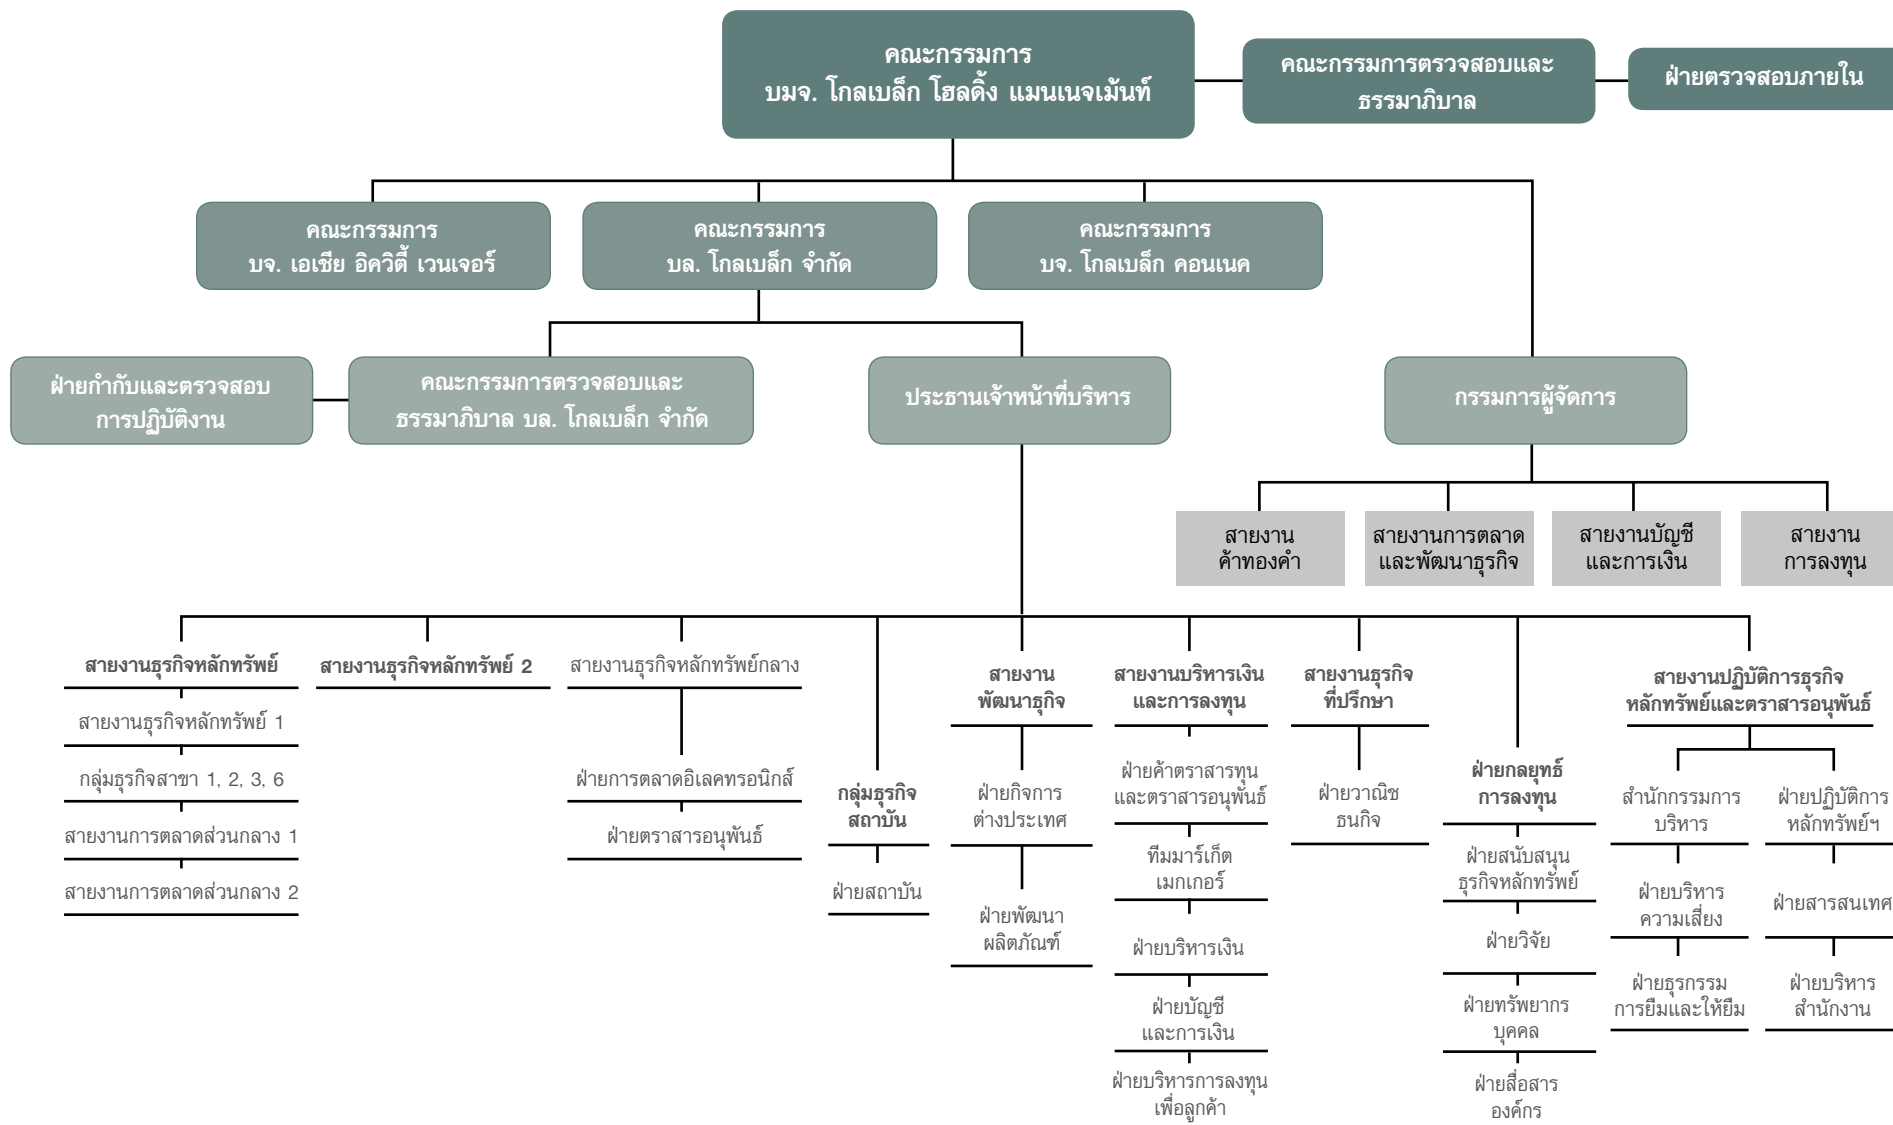 คณะกรรมการ
บมจ. โกลเบล็ก โฮลดิ้ง แมนเนจเม้นท์
คณะกรรมการตรวจสอบและ
ธรรมาภิบาล
ฝ่ายตรวจสอบภายใน
คณะกรรมการ
บจ. เอเชีย อิควิตี้ เวนเจอร์
คณะกรรมการ
บล. โกลเบล็ก จำกัด
คณะกรรมการ
บจ. โกลเบล็ก คอนเนค
ฝ่ายกำกับและตรวจสอบ
การปฏิบัติงาน
คณะกรรมการตรวจสอบและ
ธรรมาภิบาล บล. โกลเบล็ก จำกัด
ประธานเจ้าหน้าที่บริหาร
กรรมการผู้จัดการ
สายงาน
ค้าทองคำ
สายงานการตลาด
และพัฒนาธุรกิจ
สายงานบัญชี
และการเงิน
สายงาน
การลงทุน
สายงานธุรกิจหลักทรัพย์
สายงานธุรกิจหลักทรัพย์ 1
กลุ่มธุรกิจสาขา 1, 2, 3, 6
สายงานการตลาดส่วนกลาง 1
สายงานการตลาดส่วนกลาง 2
สายงานธุรกิจหลักทรัพย์ 2
สายงานธุรกิจหลักทรัพย์กลาง
ฝ่ายการตลาดอิเลคทรอนิกส์
ฝ่ายตราสารอนุพันธ์
กลุ่มธุรกิจ
สถาบัน
ฝ่ายสถาบัน
สายงาน
พัฒนาธุกิจ
ฝ่ายกิจการ
ต่างประเทศ
ฝ่ายพัฒนา
ผลิตภัณฑ์
สายงานบริหารเงิน
และการลงทุน
ฝ่ายค้าตราสารทุน
และตราสารอนุพันธ์
ทีมมาร์เก็ต
เมกเกอร์
ฝ่ายบริหารเงิน
ฝ่ายบัญชี
และการเงิน
ฝ่ายบริหารการลงทุน
เพื่อลูกค้า
สายงานธุรกิจ
ที่ปรึกษา
ฝ่ายวาณิช
ธนกิจ
ฝ่ายกลยุทธ์
การลงทุน
ฝ่ายสนับสนุน
ธุรกิจหลักทรัพย์
ฝ่ายวิจัย
ฝ่ายทรัพยากร
บุคคล
ฝ่ายสื่อสาร
องค์กร
สายงานปฏิบัติการธุรกิจ
หลักทรัพย์และตราสารอนุพันธ์
สำนักกรรมการ
บริหาร
ฝ่ายบริหาร
ความเสี่ยง
ฝ่ายธุรกรรม
การยืมและให้ยืม
ฝ่ายปฏิบัติการ
หลักทรัพย์ฯ
ฝ่ายสารสนเทศ
ฝ่ายบริหาร
สำนักงาน